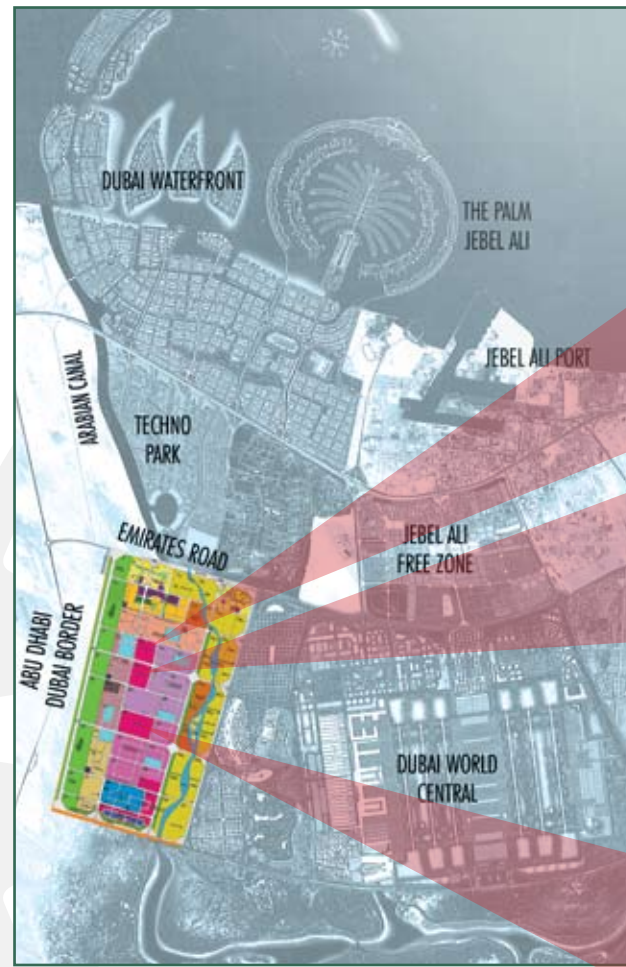 DUBAI WATERFRONT
THE PALM
JEBEL ALI
JEBEL ALI PORT
ARABIAN CANAL
TECHNO
PARK
EMIRATES ROAD
JEBEL ALI
FREE ZONE
ABU DHABI
DUBAI BORDER
DUBAI WORLD
CENTRAL